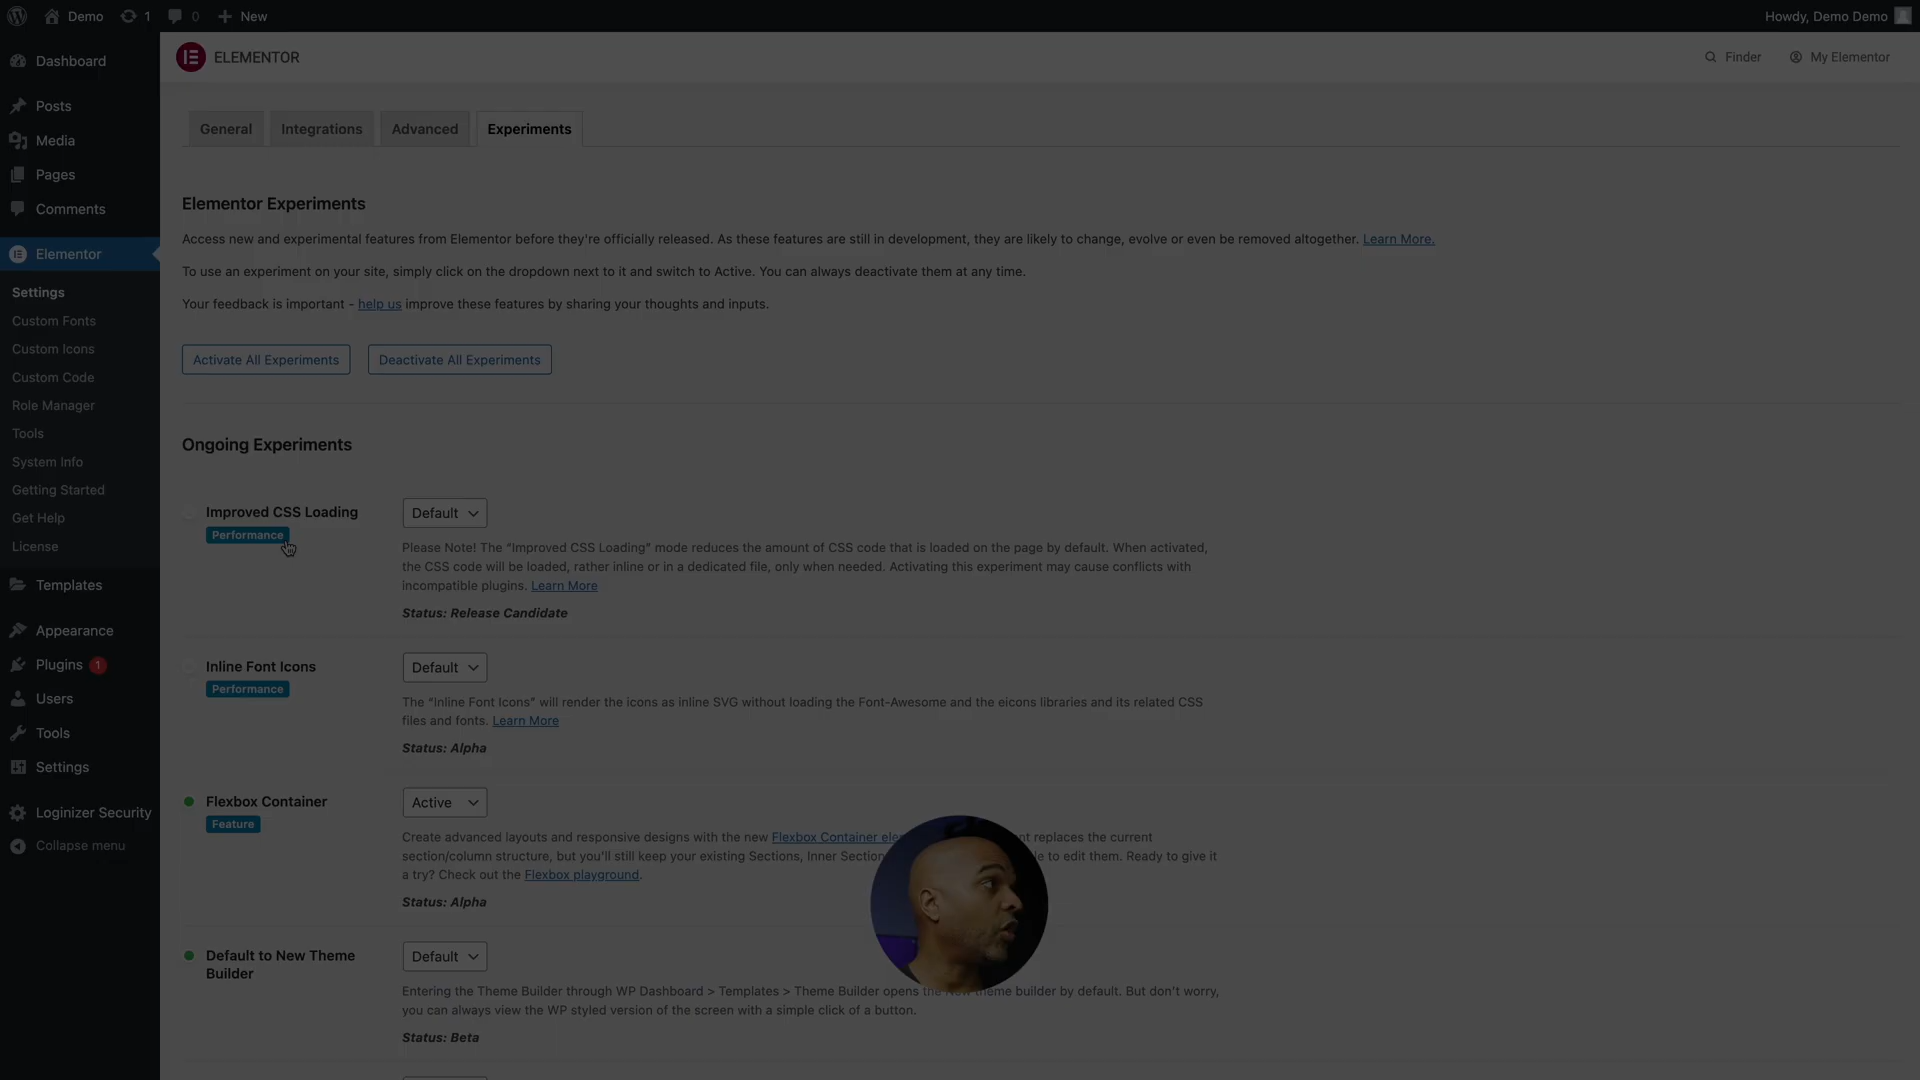 Demo
1
0
New
Howdy, Demo Demo
Dashboard
Posts
Media
Pages
Comments
Elementor
Settings
Custom Fonts
Custom Icons
Custom Code
Role Manager
Tools
System Info
Getting Started
Get Help
License
Templates
Appearance
Plugins 1
Users
Tools
Settings
Loginizer Security
Collapse menu
ELEMENTOR
Finder
My Elementor
General
Integrations
Advanced
Experiments
Elementor Experiments
Access new and experimental features from Elementor before they're officially released. As these features are still in development, they are likely to change, evolve or even be removed altogether. Learn More.
To use an experiment on your site, simply click on the dropdown next to it and switch to Active. You can always deactivate them at any time.
Your feedback is important - help us improve these features by sharing your thoughts and inputs.
Activate All Experiments
Deactivate All Experiments
Ongoing Experiments
Improved CSS Loading
Performance
Default
Please Note! The "Improved CSS Loading" mode reduces the amount of CSS code that is loaded on the page by default. When activated,
the CSS code will be loaded, rather inline or in a dedicated file, only when needed. Activating this experiment may cause conflicts with
incompatible plugins. Learn More
Status: Release Candidate
Inline Font Icons
Performance
Default
The "Inline Font Icons" will render the icons as inline SVG without loading the Font-Awesome and the eicons libraries and its related CSS
files and fonts. Learn More
Status: Alpha
Flexbox Container
Feature
Active
Create advanced layouts and responsive designs with the new Flexbox Container replaces the current
section/column structure, but you'll still keep your existing Sections, Inner to edit them. Ready to give it
a try? Check out the Flexbox playground.
Status: Alpha
Default to New Theme
Builder
Default
Entering the Theme Builder through WP Dashboard > Templates > Theme Builder opens the New theme builder by default. But don't worry,
you can always view the WP styled version of the screen with a simple click of a button.
Status: Beta